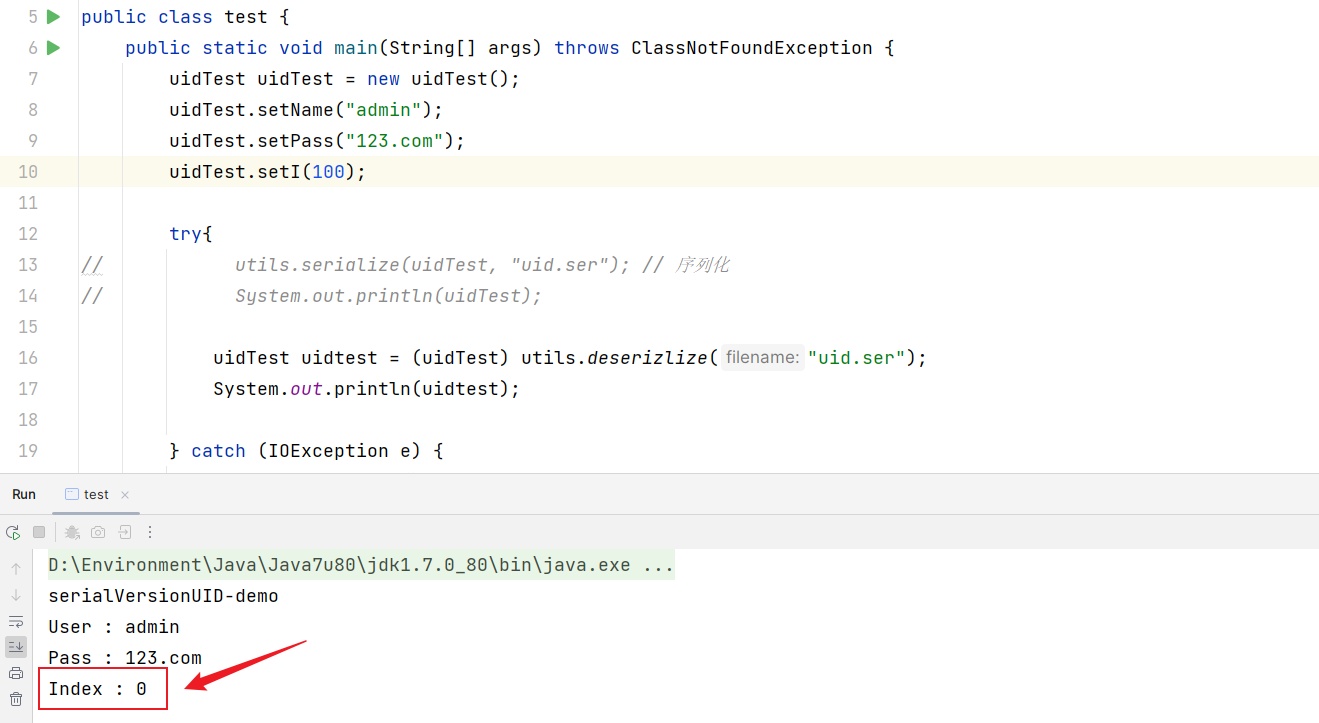 5 public class test {
6 public static void main(String[] args) throws ClassNotFoundException {
7 uidTest uidTest = new uidTest();
8 uidTest.setName("admin");
9 uidTest.setPass("123.com");
10 uidTest.setI(100);
11
12 try{
13 // utils.serialize(uidTest, "uid.ser"); // 序列化
14 // System.out.println(uidTest);
15
16 uidTest uidtest = (uidTest) utils.deserizlize( filename: "uid.ser");
17 System.out.println(uidtest);
18
19 } catch (IOException e) {
Run test ×
D:\Environment\Java\Java7u80\jdk1.7.0_80\bin\java.exe ...
serialVersionUID-demo
User : admin
Pass : 123.com
Index : 0